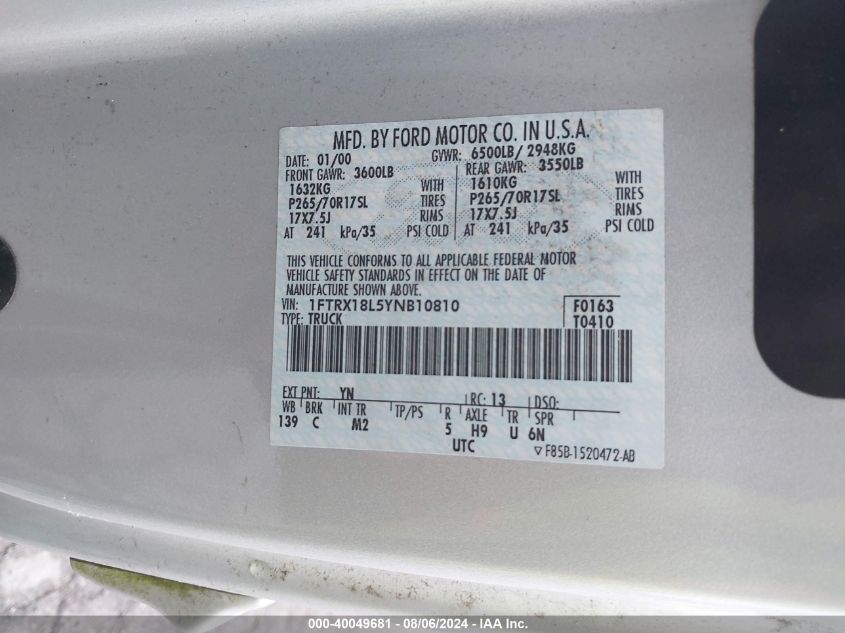 MFD. BY FORD MOTOR CO. IN U.S.A.
DATE: 01/00 GVWR: 6500LB/ 2948KG
FRONT GAWR: 3600LB REAR GAWR: 3550LB
1632KG WITH 1610KG WITH
P265/70R17SL TIRES P265/70R17SL TIRES
17X7.5J RIMS 17X7.5J RIMS
AT 241 kPa/35 PSI COLD AT 241 kPa/35 PSI COLD
THIS VEHICLE CONFORMS TO ALL APPLICABLE FEDERAL MOTOR
VEHICLE SAFETY STANDARDS IN EFFECT ON THE DATE OF
MANUFACTURE SHOWN ABOVE.
VIN: 1FTRX18L5YNB10810 F0163
TYPE: TRUCK T0410
EXT PNT: YN RC: 13 DSO:
WB BRK INT TR TP/PS R AXLE TR SPR
139 C M2 5 H9 U 6N
UTC ▽F85B-1520472-AB
000-40049681 - 08/06/2024 - IAA Inc.